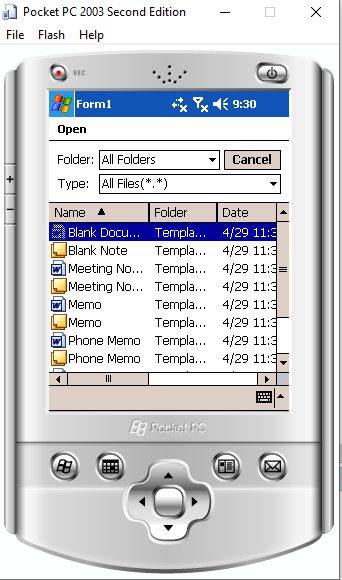 Pocket PC 2003 Second Edition
File Flash Help
REC
Form1 9:30
Open
Folder: All Folders Cancel
Type: All Files(*.*)
Name Folder Date
Blank Docu... Templa... 4/29 11:3
Blank Note Templa... 4/29 11:3
Meeting No... Templa... 4/29 11:3
Meeting No... Templa... 4/29 11:3
Memo Templa... 4/29 11:3
Memo Templa... 4/29 11:3
Phone Memo Templa... 4/29 11:3
Phone Memo Templa... 4/29 11:3
Pocket PC